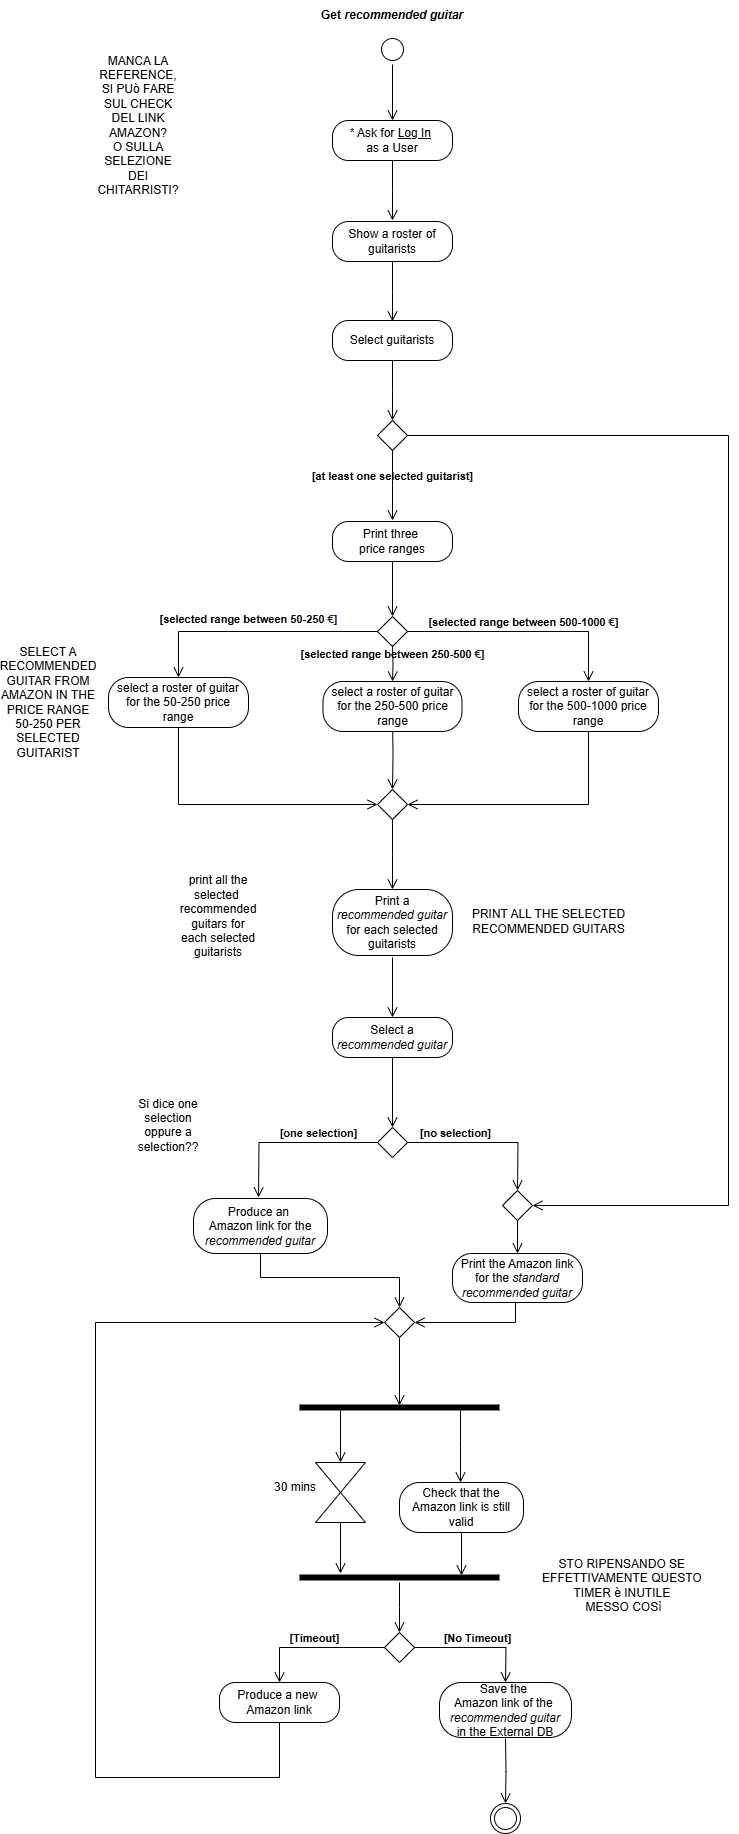 Get recommended guitar
MANCA LA
REFERENCE,
SI PUò FARE
SUL CHECK
DEL LINK
AMAZON?
O SULLA
SELEZIONE
DEI
CHITARRISTI?
* Ask for Log In
as a User
Show a roster of
guitarists
Select guitarists
[at least one selected guitarist]
Print three
price ranges
[selected range between 50-250 €]
[selected range between 500-1000 €]
[selected range between 250-500 €]
SELECT A
RECOMMENDED
GUITAR FROM
AMAZON IN THE
PRICE RANGE
50-250 PER
SELECTED
GUITARIST
select a roster of guitar
for the 50-250 price
range
select a roster of guitar
for the 250-500 price
range
select a roster of guitar
for the 500-1000 price
range
print all the
selected
recommended
guitars for
each selected
guitarists
Print a
recommended guitar
for each selected
guitarists
PRINT ALL THE SELECTED
RECOMMENDED GUITARS
Select a
recommended guitar
Si dice one
selection
oppure a
selection??
[one selection]
[no selection]
Produce an
Amazon link for the
recommended guitar
Print the Amazon link
for the standard
recommended guitar
30 mins
Check that the
Amazon link is still
valid
STO RIPENSANDO SE
EFFETTIVAMENTE QUESTO
TIMER è INUTILE
MESSO COSì
[Timeout]
[No Timeout]
Produce a new
Amazon link
Save the
Amazon link of the
recommended guitar
in the External DB